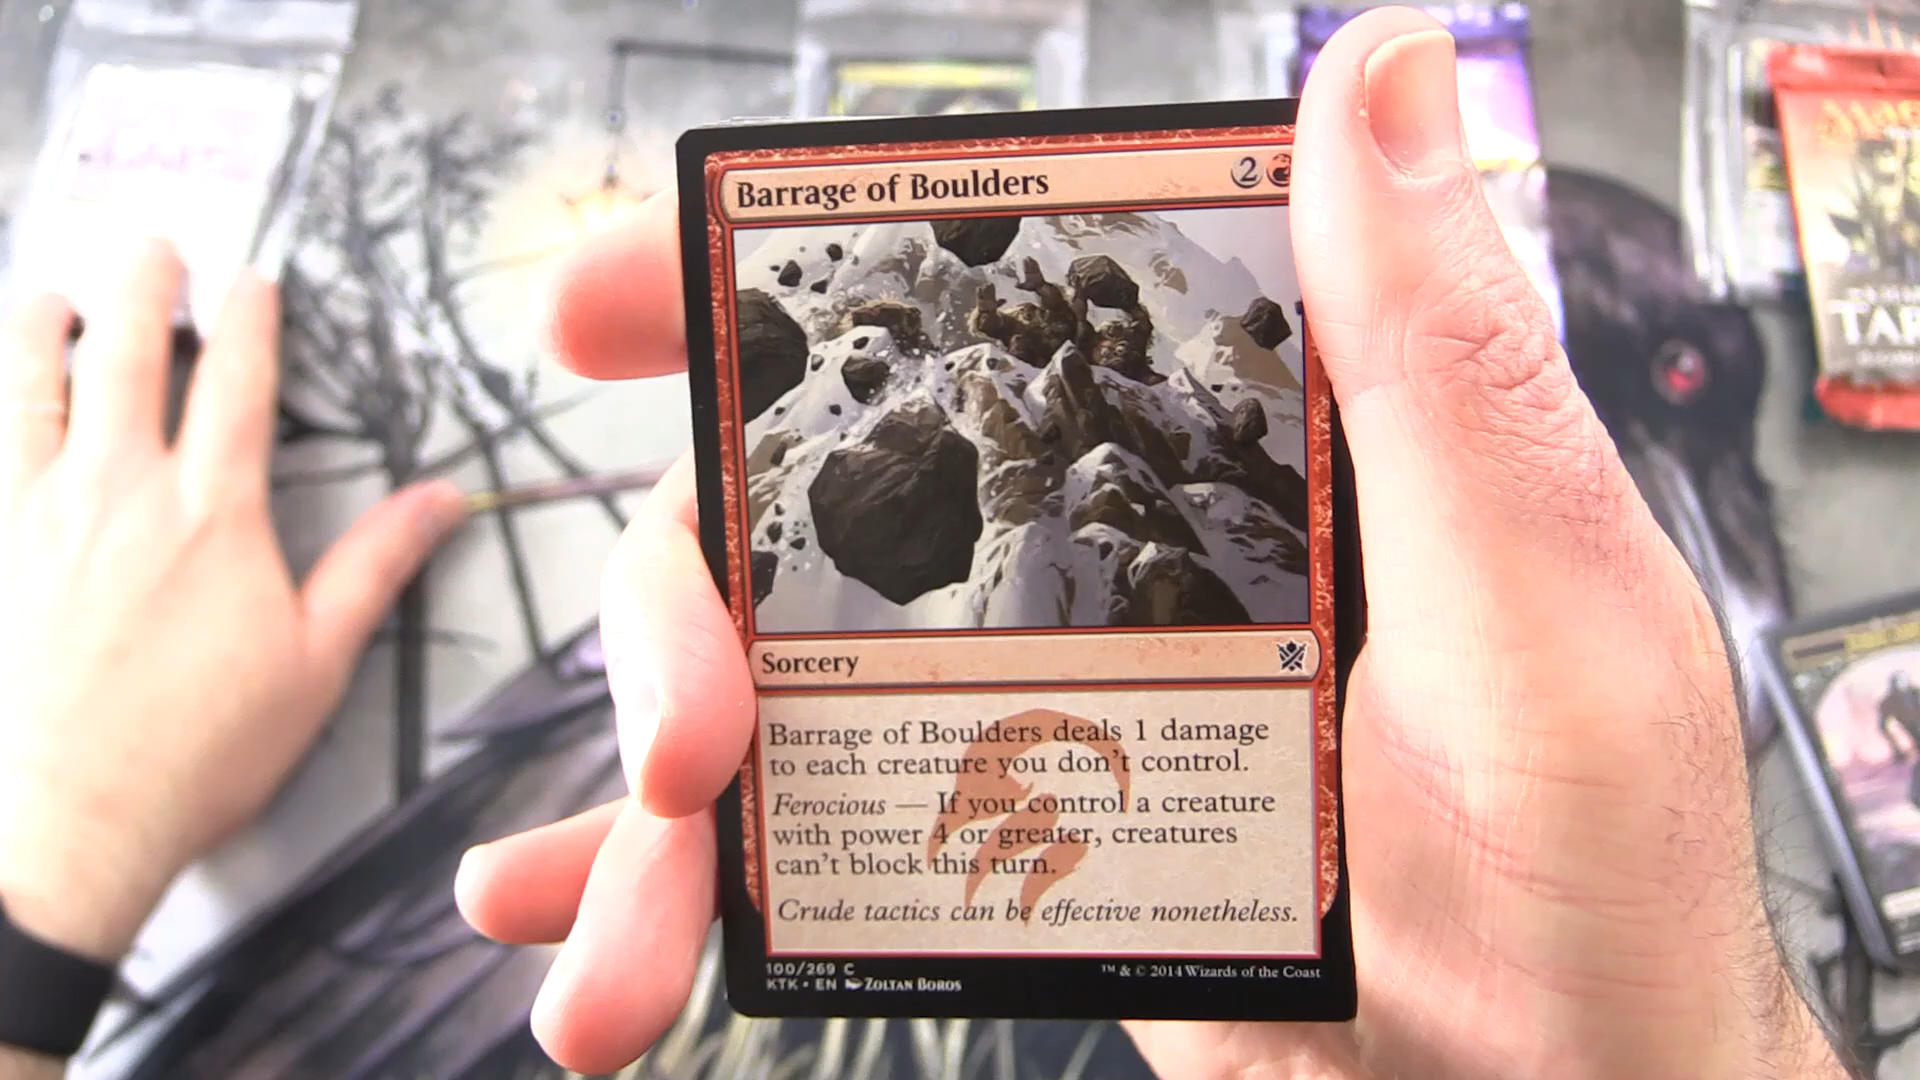 Barrage of Boulders 2
Sorcery
Barrage of Boulders deals 1 damage
to each creature you don't control.
Ferocious — If you control a creature
with power 4 or greater, creatures
can't block this turn.
Crude tactics can be effective nonetheless.
100/269 C
KTK • EN Zoltan Boros
™ & © 2014 Wizards of the Coast